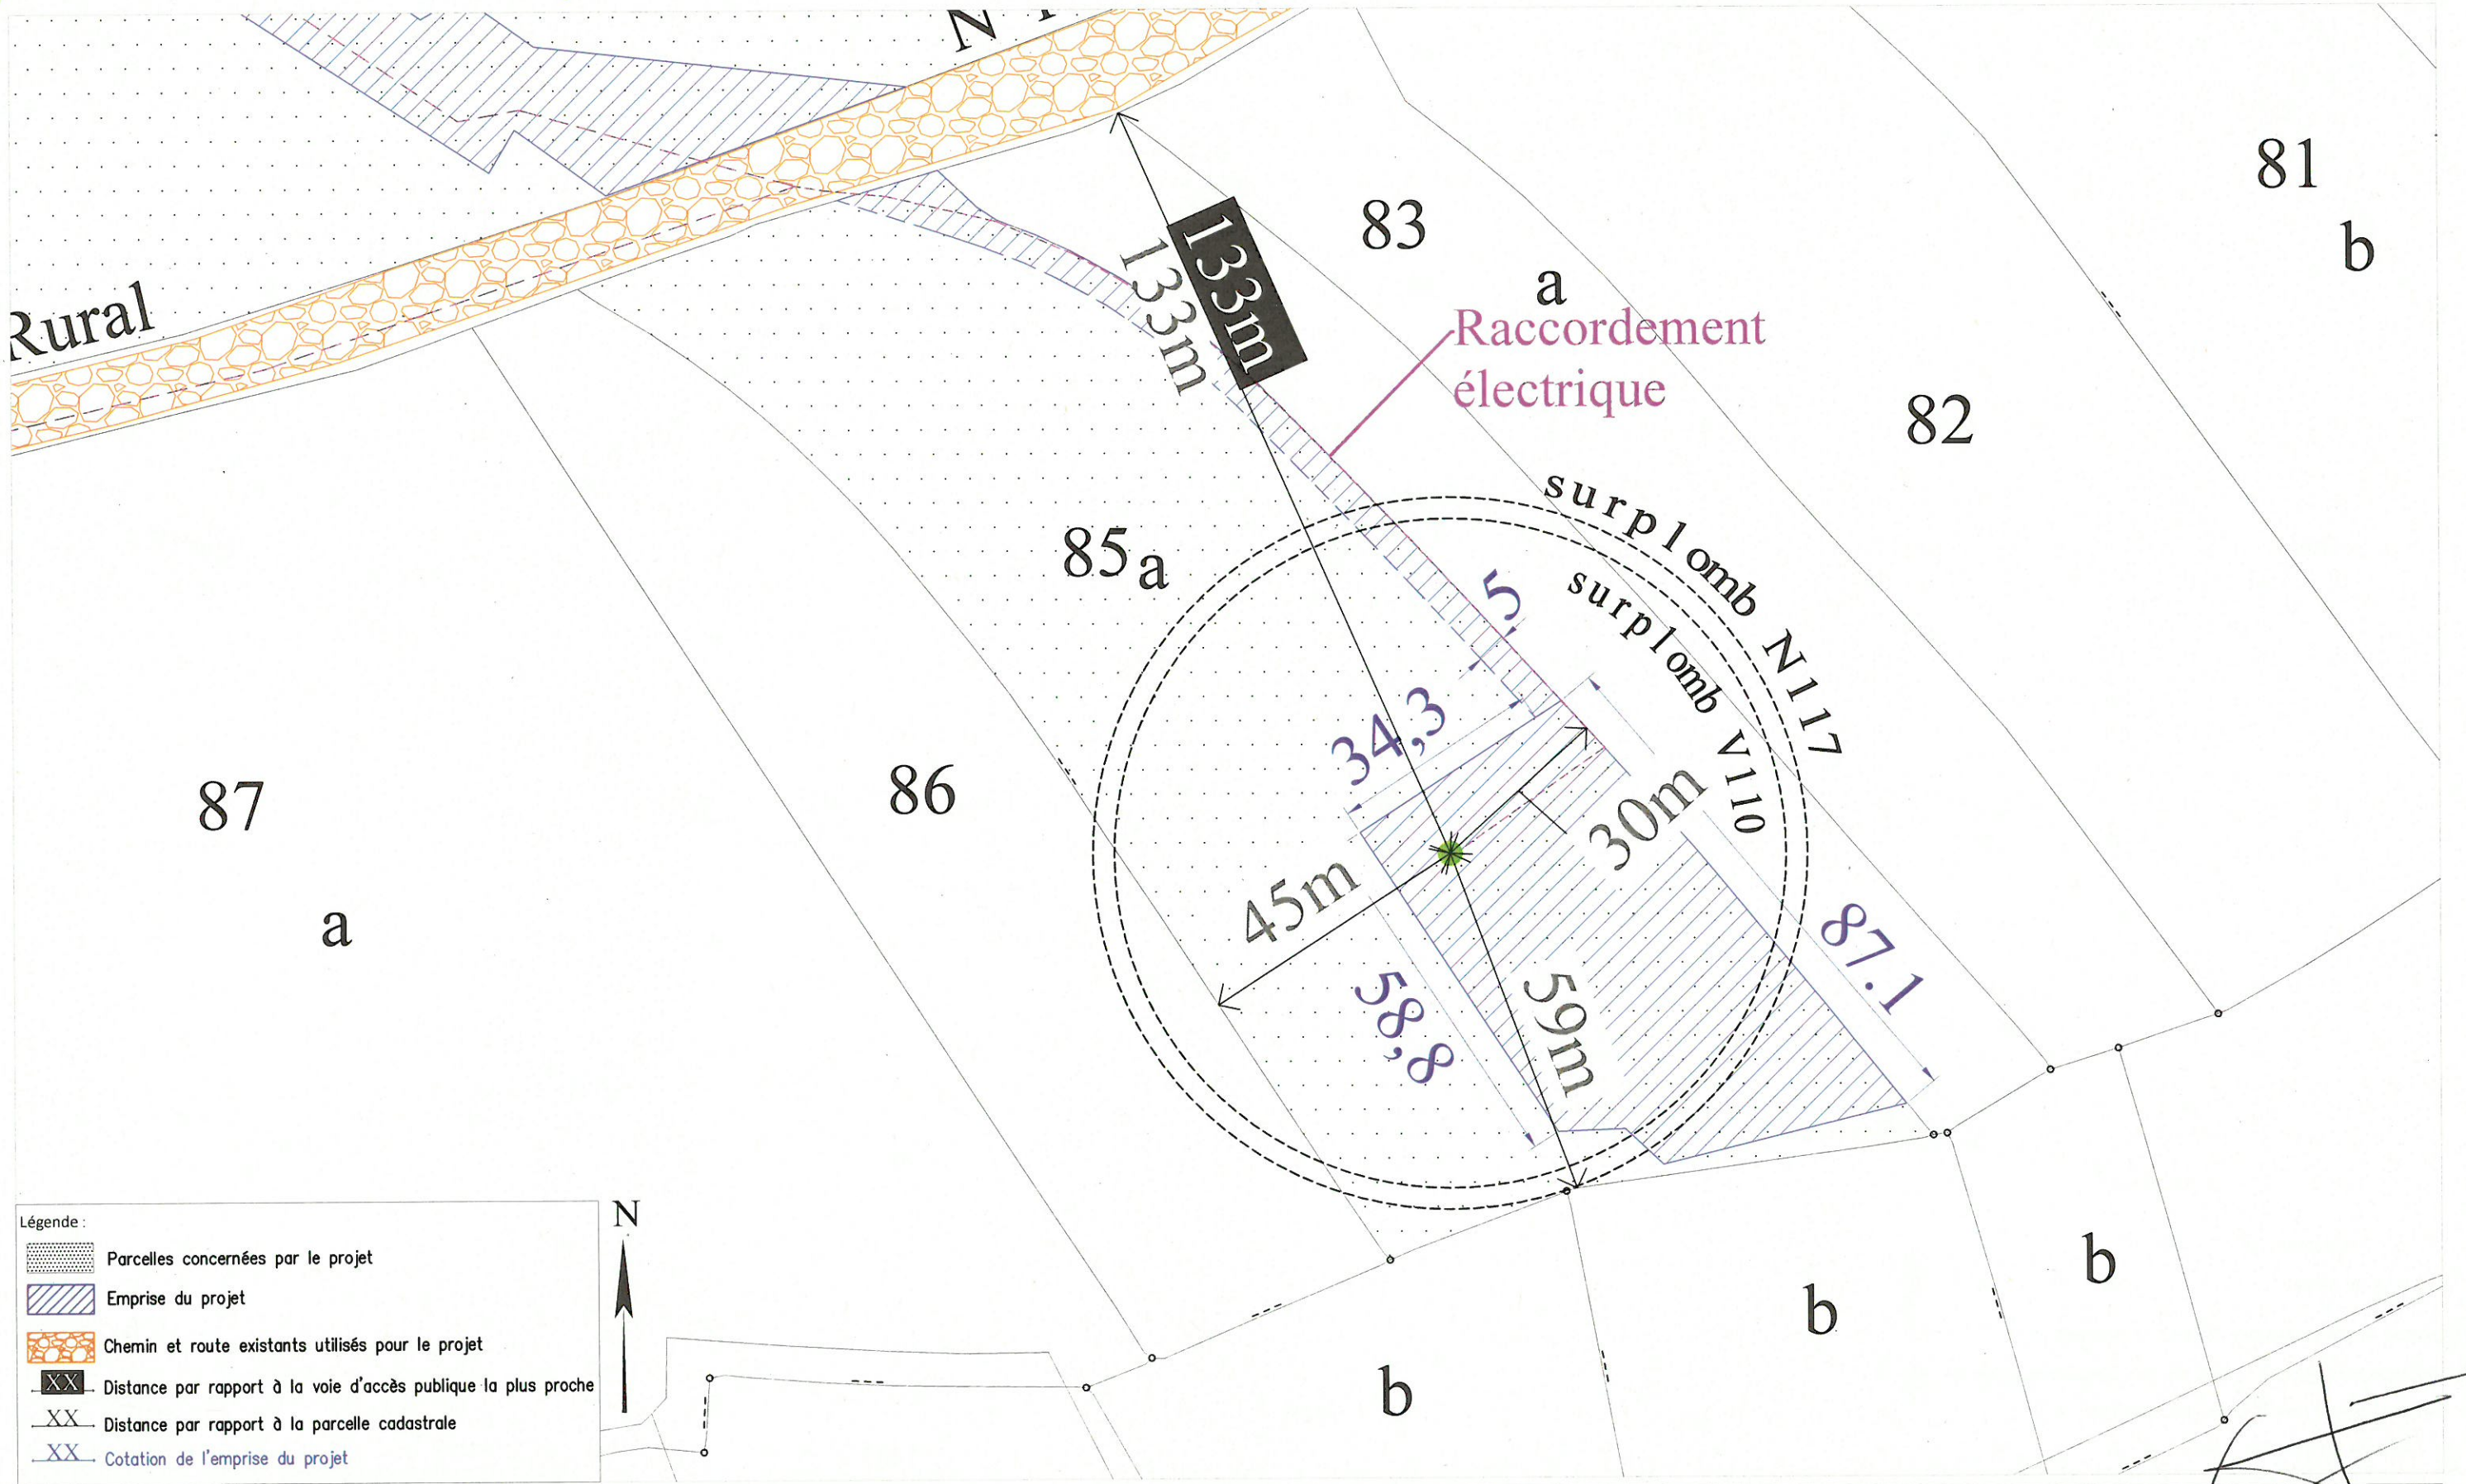 Rural
81
b
83
a
133m
133m
Raccordement
électrique
82
surplomb N117
surplomb V110
85a
5
34,3
30m
86
87
a
45m
87.1
58,8
59m
b
b
b
Légende :
Parcelles concernées par le projet
Emprise du projet
Chemin et route existants utilisés pour le projet
XX Distance par rapport à la voie d'accès publique la plus proche
XX Distance par rapport à la parcelle cadastrale
XX Cotation de l'emprise du projet
N